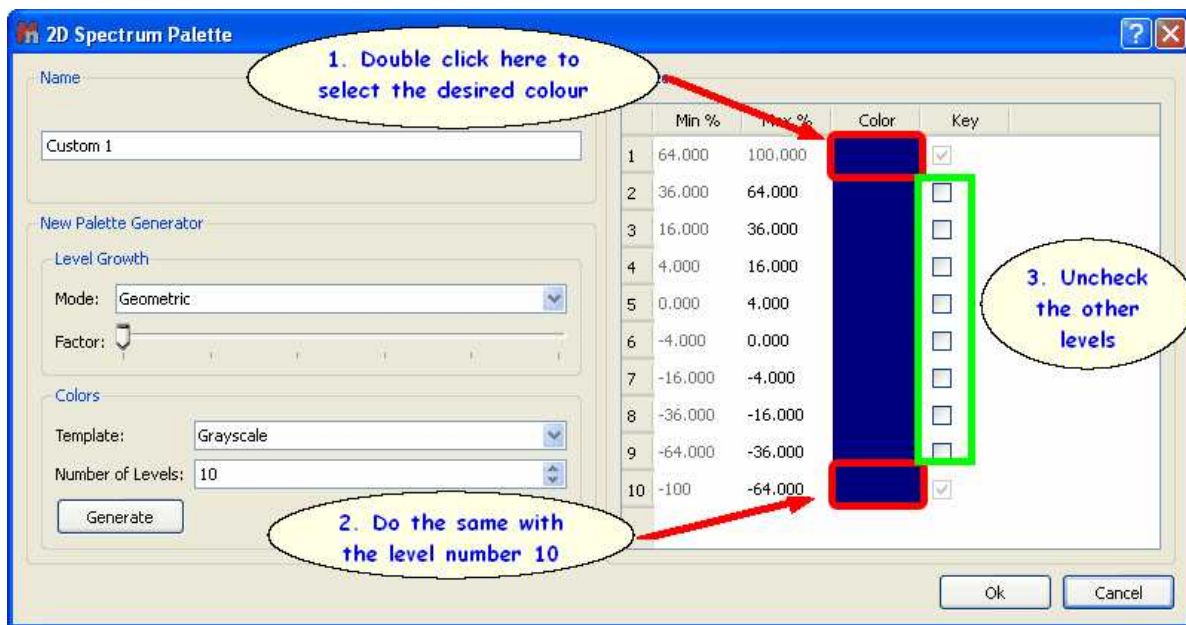 2D Spectrum Palette
1. Double click here to
select the desired colour
Name
Custom 1
New Palette Generator
Level Growth
Mode: Geometric
Factor:
Colors
Template: Grayscale
Number of Levels: 10
Generate
2. Do the same with
the level number 10
Min % Max % Color Key
1 64.000 100.000
2 36.000 64.000
3 16.000 36.000
4 4.000 16.000
5 0.000 4.000
6 -4.000 0.000
7 -16.000 -4.000
8 -36.000 -16.000
9 -64.000 -36.000
10 -100 -64.000
3. Uncheck
the other
levels
Ok Cancel